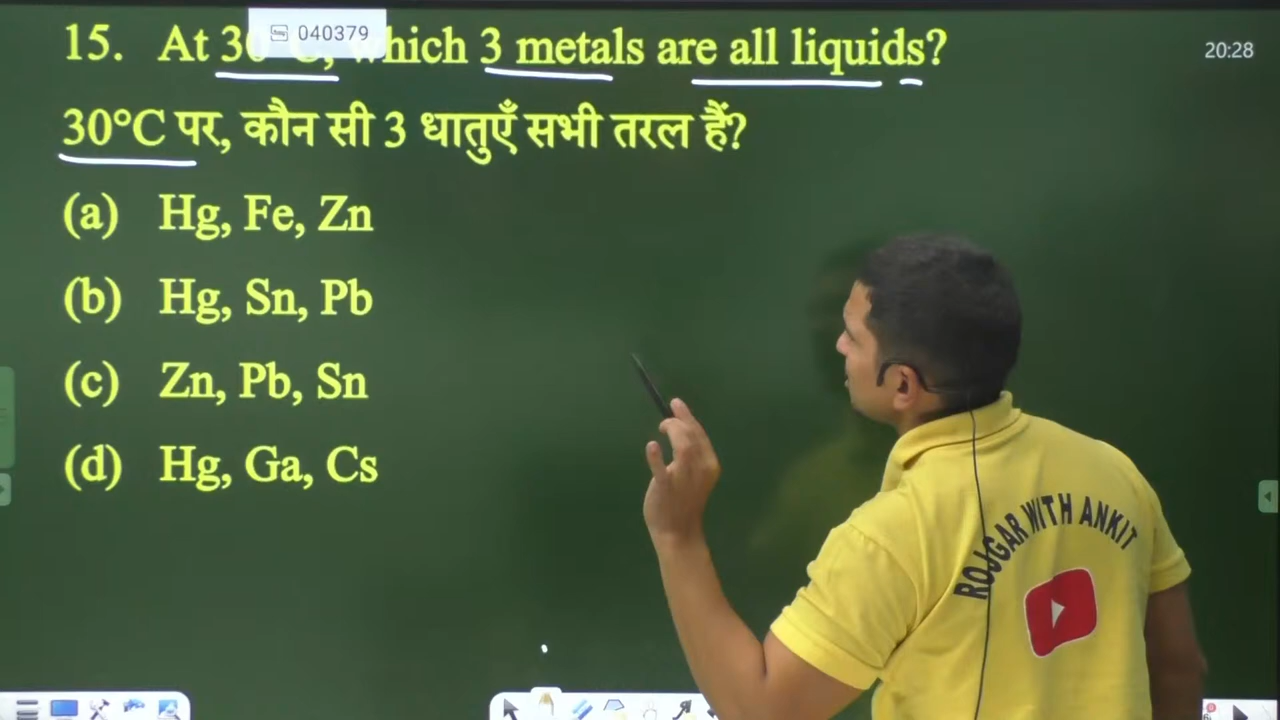 040379
15. At 30°C, which 3 metals are all liquids?
20:28
30°C पर, कौन सी 3 धातुएँ सभी तरल हैं?
(a) Hg, Fe, Zn
(b) Hg, Sn, Pb
(c) Zn, Pb, Sn
(d) Hg, Ga, Cs
ROJGAR WITH ANKIT